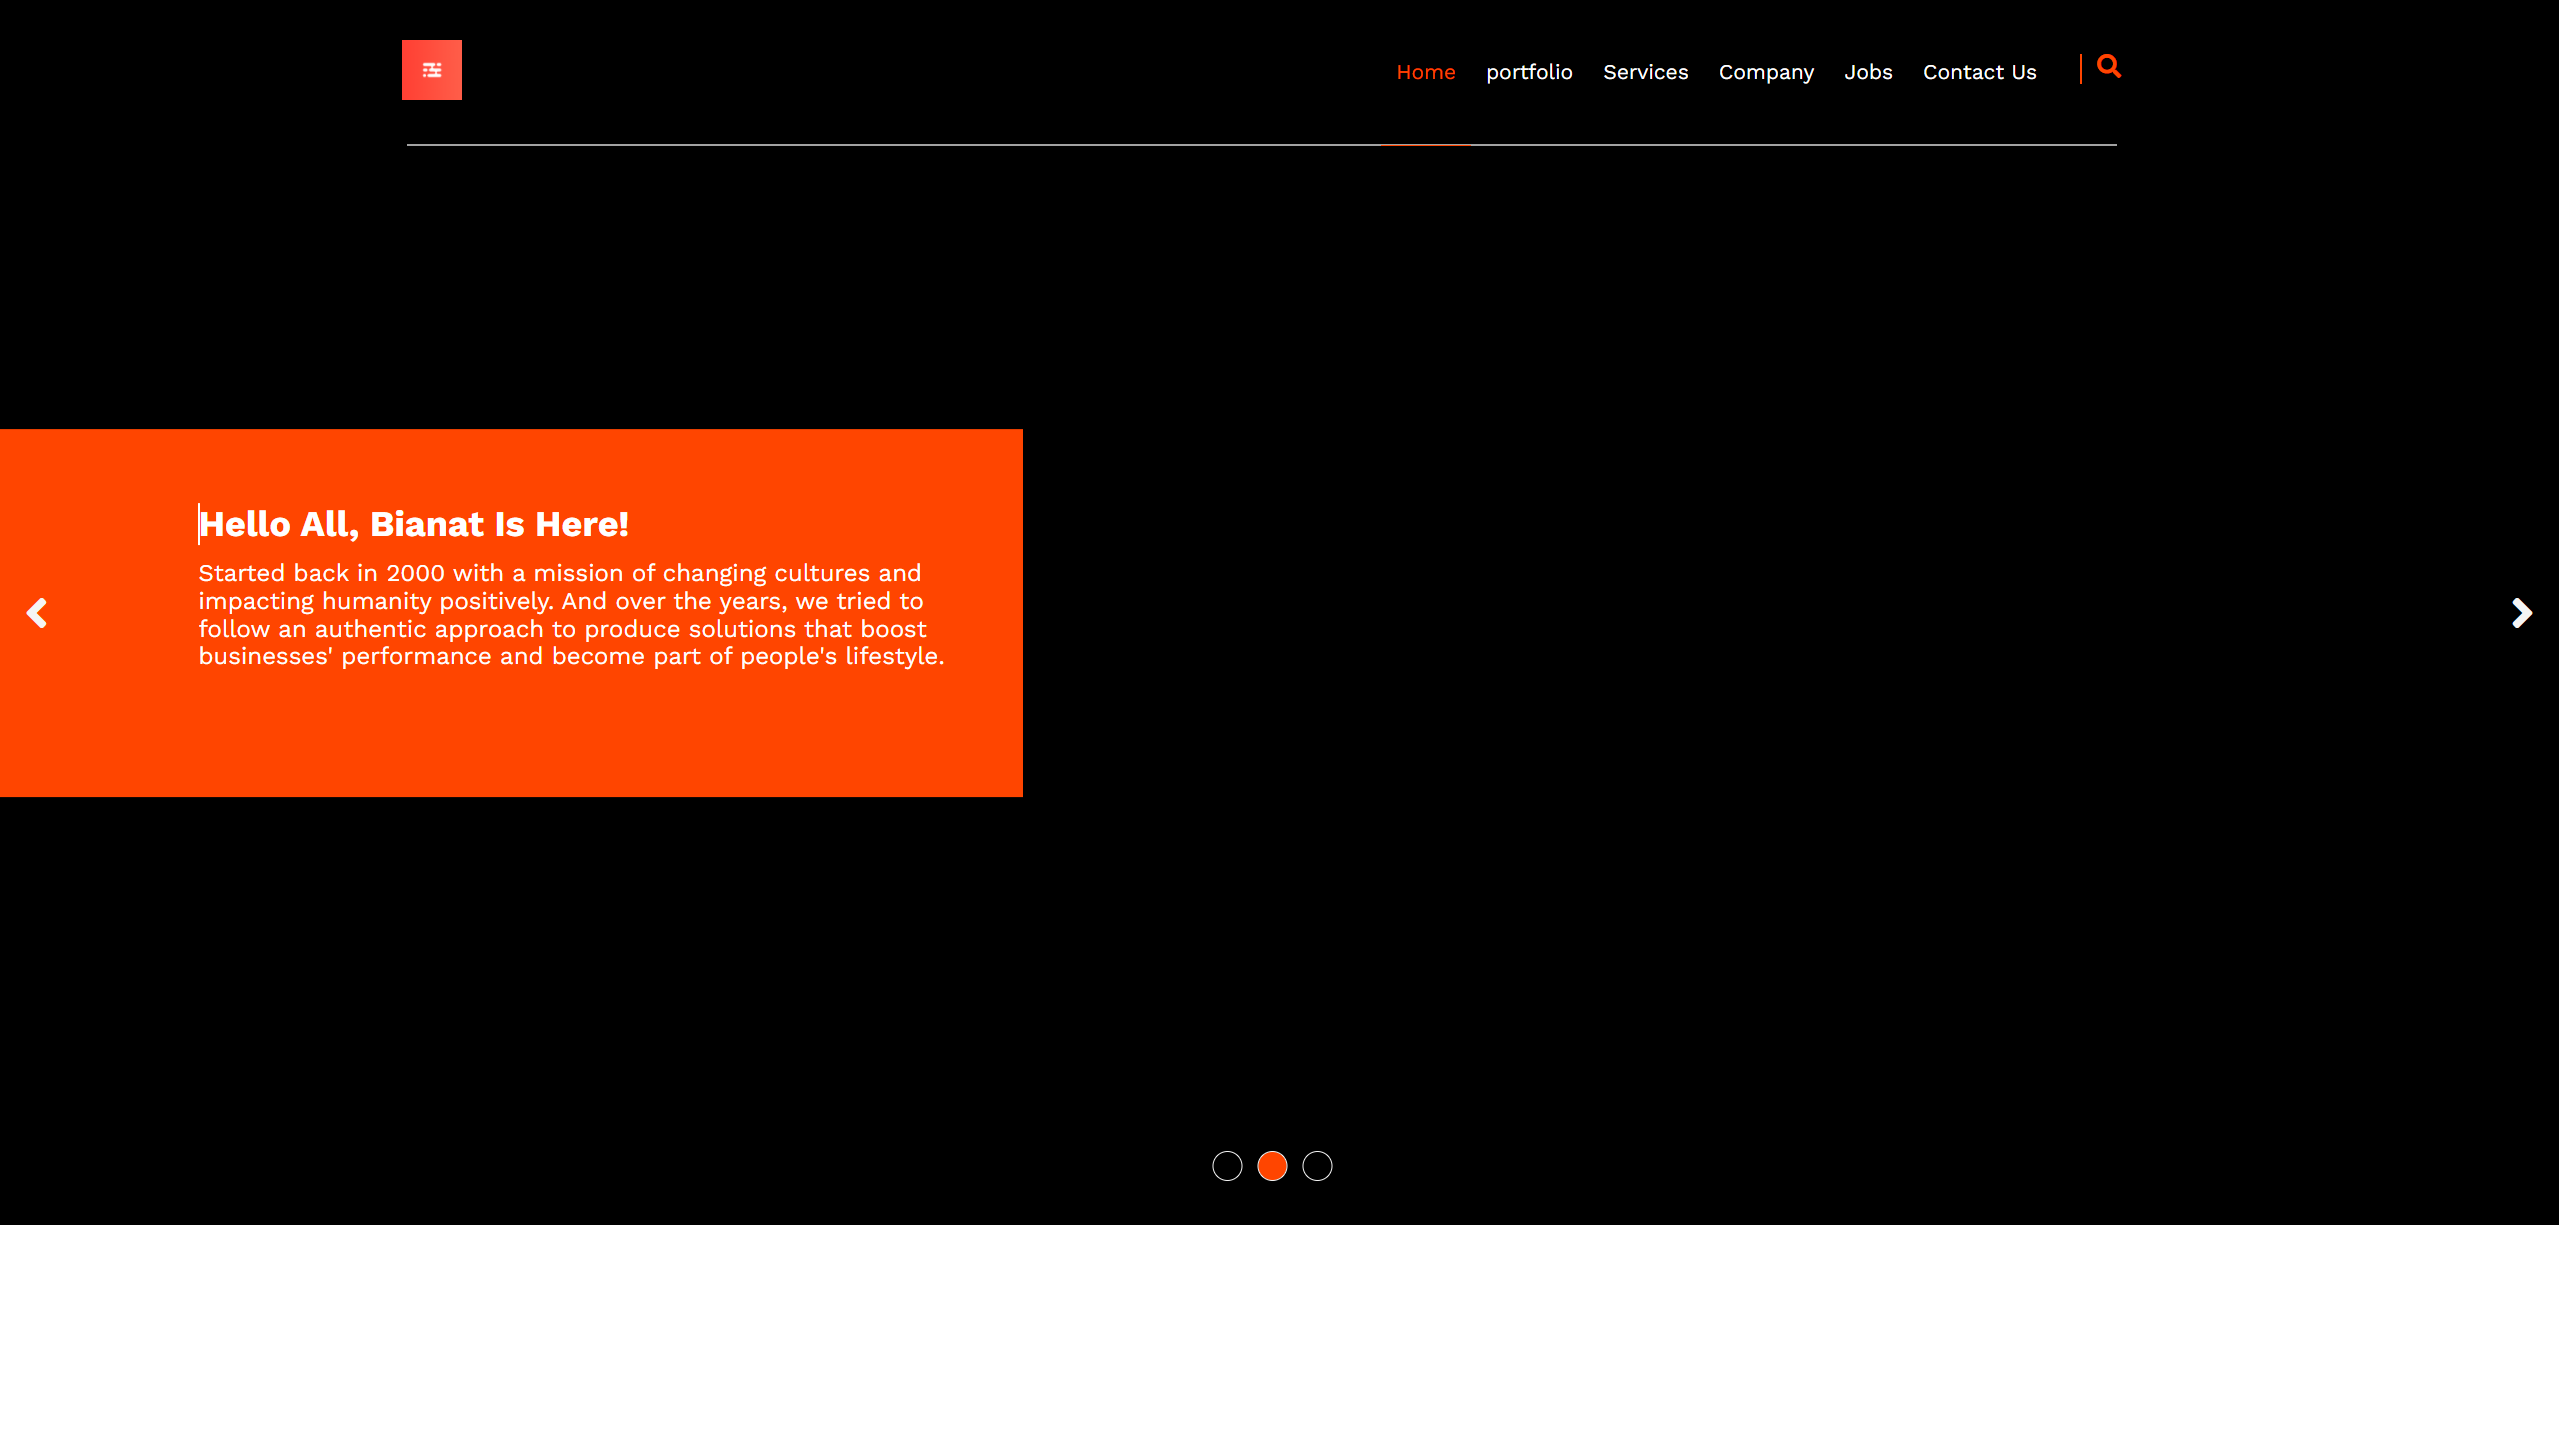 Home portfolio Services Company Jobs Contact Us
Hello All, Bianat Is Here!
Started back in 2000 with a mission of changing cultures and
impacting humanity positively. And over the years, we tried to
follow an authentic approach to produce solutions that boost
businesses' performance and become part of people's lifestyle.